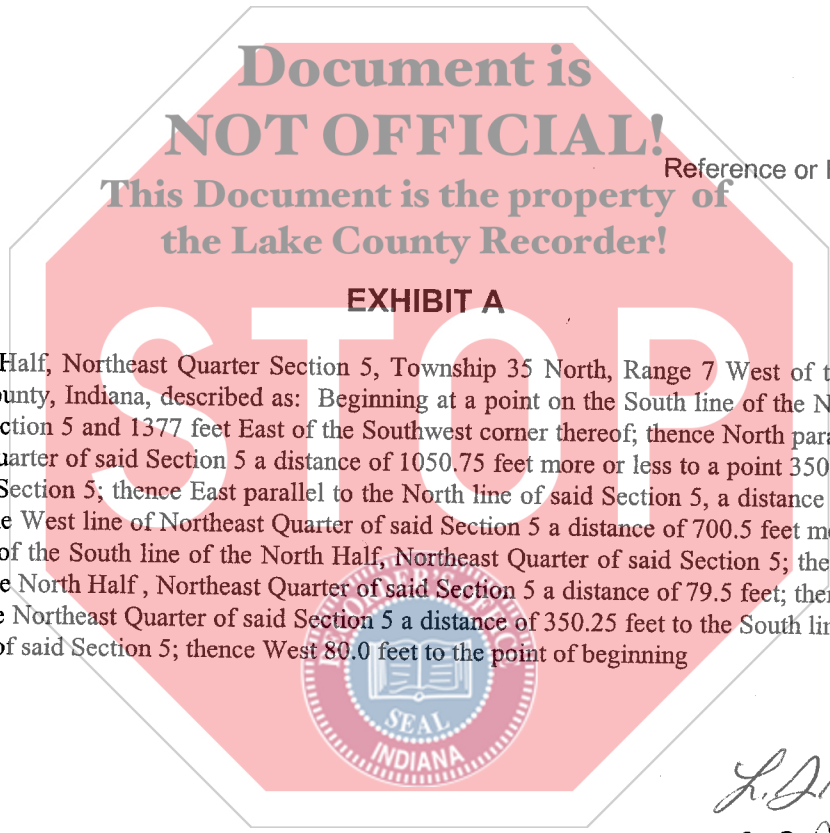 Document is
NOT OFFICIAL!
Reference or
This Document is the property of
the Lake County Recorder!
EXHIBIT A
STOP
Half, Northeast Quarter Section 5, Township 35 North, Range 7 West of t
ounty, Indiana, described as: Beginning at a point on the South line of the N
ction 5 and 1377 feet East of the Southwest corner thereof; thence North para
uarter of said Section 5 a distance of 1050.75 feet more or less to a point 350
Section 5; thence East parallel to the North line of said Section 5, a distance
e West line of Northeast Quarter of said Section 5 a distance of 700.5 feet mo
of the South line of the North Half, Northeast Quarter of said Section 5; the
e North Half , Northeast Quarter of said Section 5 a distance of 79.5 feet; ther
e Northeast Quarter of said Section 5 a distance of 350.25 feet to the South lin
of said Section 5; thence West 80.0 feet to the point of beginning
RECORDER'S OFFICE
SEAL
INDIANA